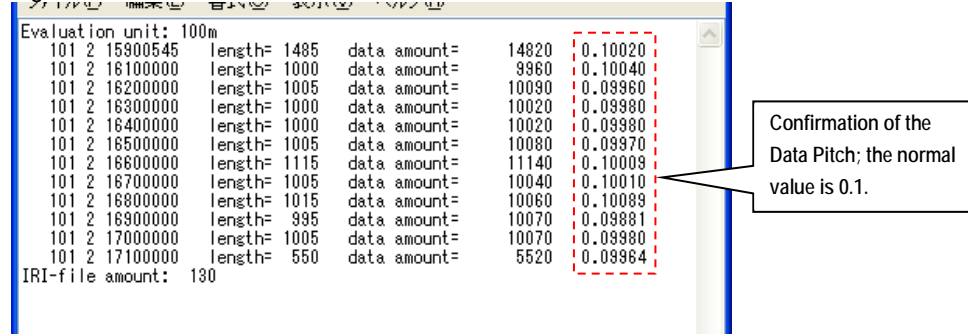 Evaluation unit: 100m
101 2 15900545 length= 1485 data amount= 14820 0.10020
101 2 16100000 length= 1000 data amount= 9960 0.10040
101 2 16200000 length= 1005 data amount= 10090 0.09960
101 2 16300000 length= 1000 data amount= 10020 0.09980
101 2 16400000 length= 1000 data amount= 10020 0.09980
101 2 16500000 length= 1005 data amount= 10080 0.09970
101 2 16600000 length= 1115 data amount= 11140 0.10009
101 2 16700000 length= 1005 data amount= 10040 0.10010
101 2 16800000 length= 1015 data amount= 10060 0.10089
101 2 16900000 length= 995 data amount= 10070 0.09881
101 2 17000000 length= 1005 data amount= 10070 0.09980
101 2 17100000 length= 550 data amount= 5520 0.09964
IRI-file amount: 130
Confirmation of the
Data Pitch; the normal
value is 0.1.